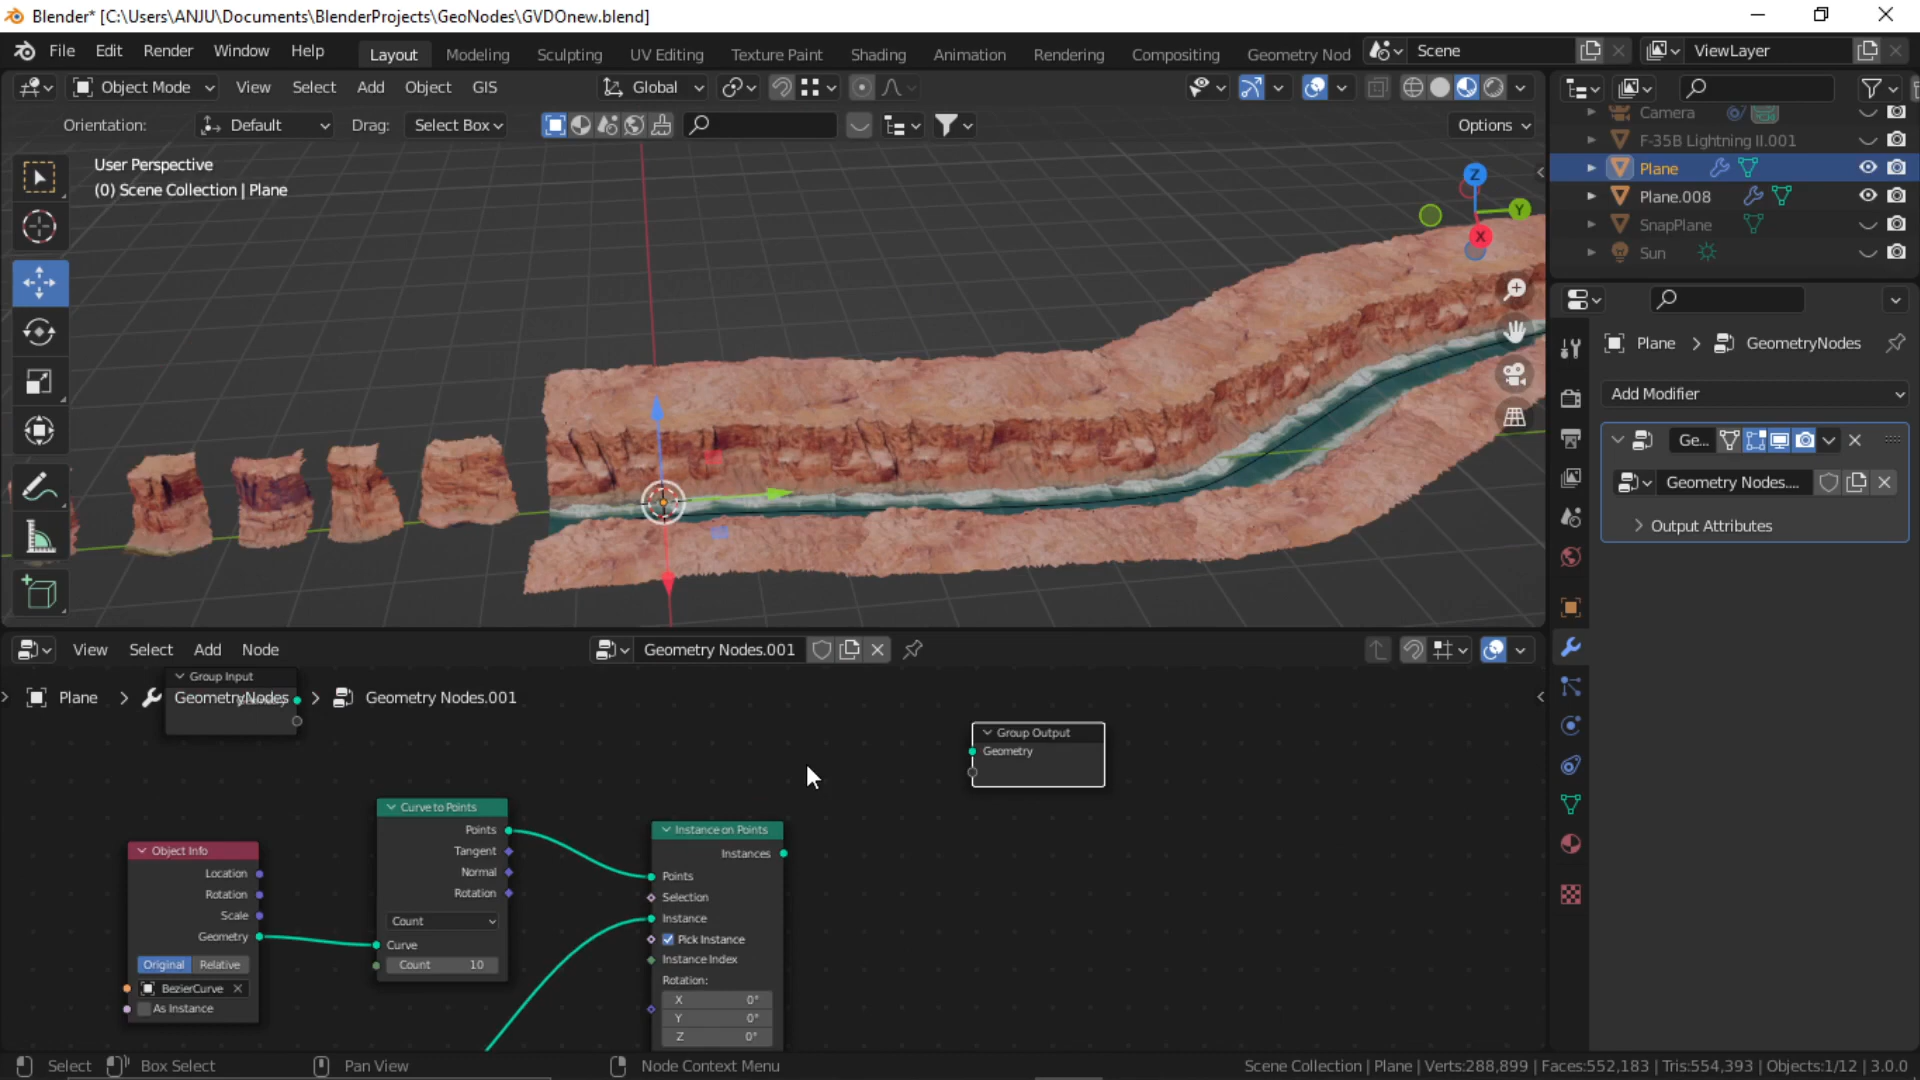 Blender* [C:\Users\ANJU\Documents\BlenderProjects\GeoNodes\GVDOnew.blend]
File Edit Render Window Help Layout Modeling Sculpting UV Editing Texture Paint Shading Animation Rendering Compositing Geometry Nod Scene ViewLayer
Object Mode View Select Add Object GIS Global
Orientation: Default Drag: Select Box Options
User Perspective
(0) Scene Collection | Plane
Z
Y
X
Camera
F-35B Lightning II.001
Plane
Plane.008
SnapPlane
Sun
Plane > GeometryNodes
Add Modifier
Ge...
Geometry Nodes....
Output Attributes
View Select Add Node Geometry Nodes.001
Group Input
Plane > GeometryNodes > Geometry Nodes.001
Group Output
Geometry
Curve to Points
Points
Tangent
Normal
Rotation
Count
Curve
Count 10
Object Info
Location
Rotation
Scale
Geometry
Original Relative
BezierCurve
As Instance
Instance on Points
Instances
Points
Selection
Instance
Pick Instance
Instance Index
Rotation:
X 0°
Y 0°
Z 0°
Select Box Select Pan View Node Context Menu Scene Collection | Plane | Verts:288,899 | Faces:552,183 | Tris:554,393 | Objects:1/12 | 3.0.0